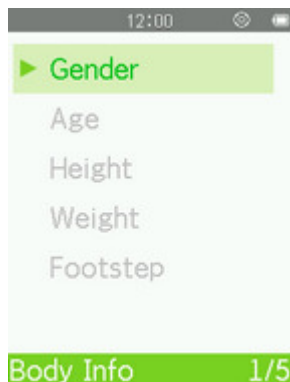 12:00
Gender
Age
Height
Weight
Footstep
Body Info 1/5